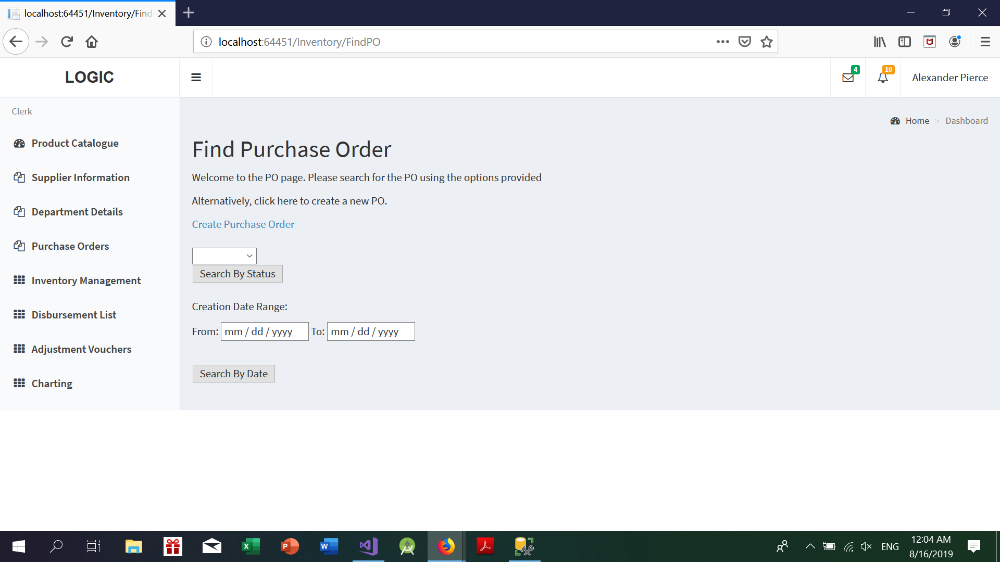 localhost:64451/Inventory/Find
localhost:64451/Inventory/FindPO
LOGIC
4
10
Alexander Pierce
Clerk
Home > Dashboard
Product Catalogue
Supplier Information
Department Details
Purchase Orders
Inventory Management
Disbursement List
Adjustment Vouchers
Charting
Find Purchase Order
Welcome to the PO page. Please search for the PO using the options provided
Alternatively, click here to create a new PO.
Create Purchase Order
Search By Status
Creation Date Range:
From: mm / dd / yyyy To: mm / dd / yyyy
Search By Date
ENG
12:04 AM
8/16/2019